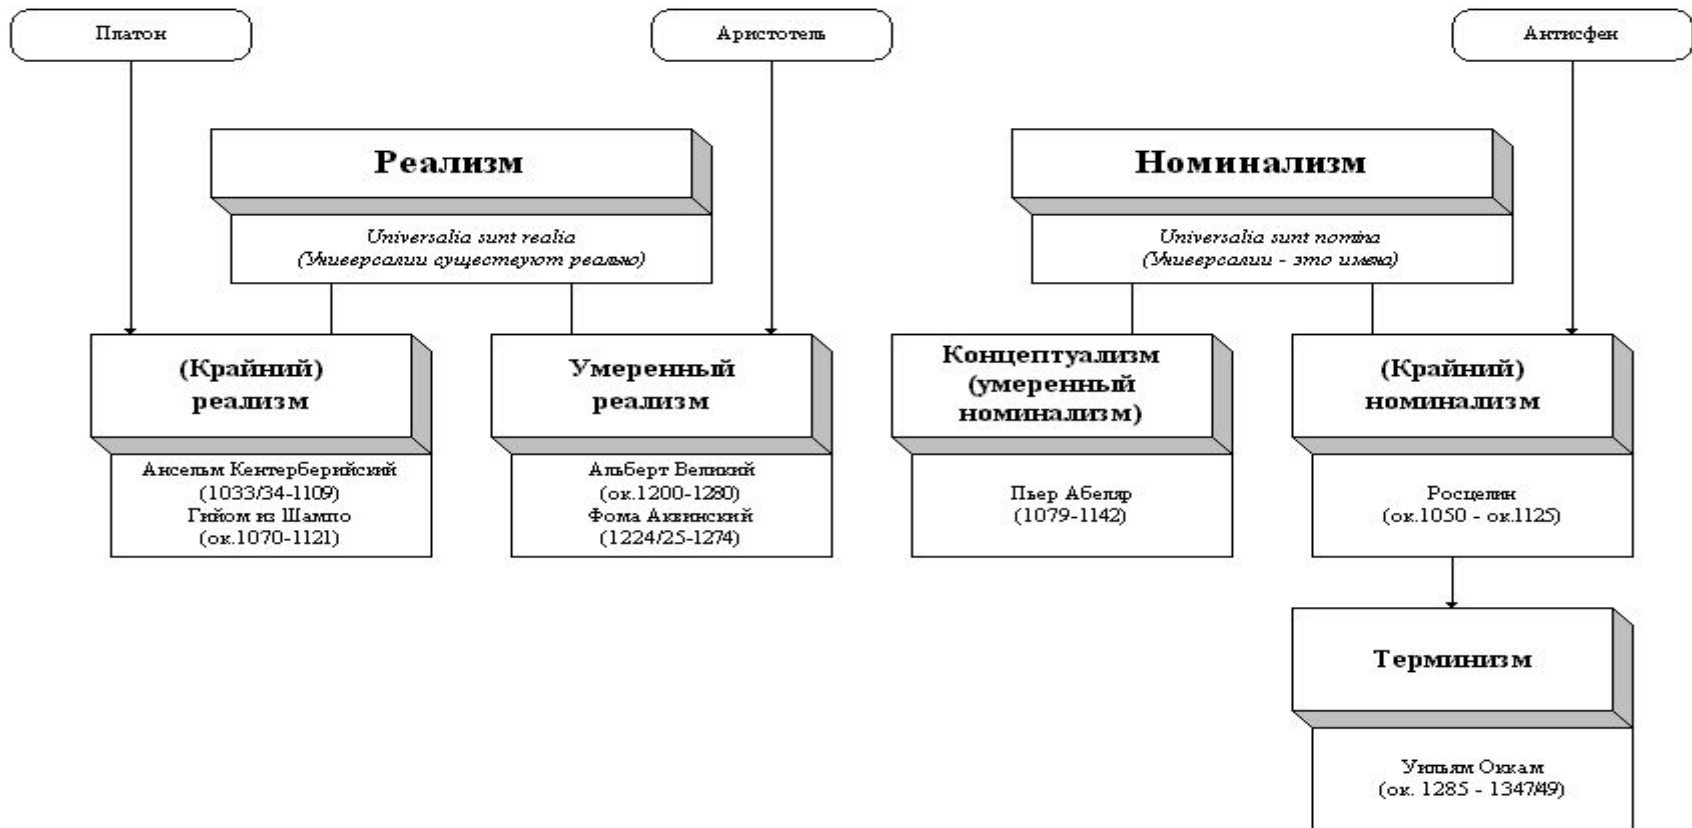 Платон
Аристотель
Антисфен
Реализм
Universalia sunt realia
(Универсалии существуют реально)
Номинализм
Universalia sunt nomina
(Универсалии - это имена)
(Крайний)
реализм
Ансельм Кентерберийский
(1033/34-1109)
Гийом из Шампо
(ок.1070-1121)
Умеренный
реализм
Альберт Великий
(ок.1200-1280)
Фома Аквинский
(1224/25-1274)
Концептуализм
(умеренный
номинализм)
Пьер Абеляр
(1079-1142)
(Крайний)
номинализм
Росцелин
(ок.1050 - ок.1125)
Терминизм
Уильям Оккам
(ок. 1285 - 1347/49)